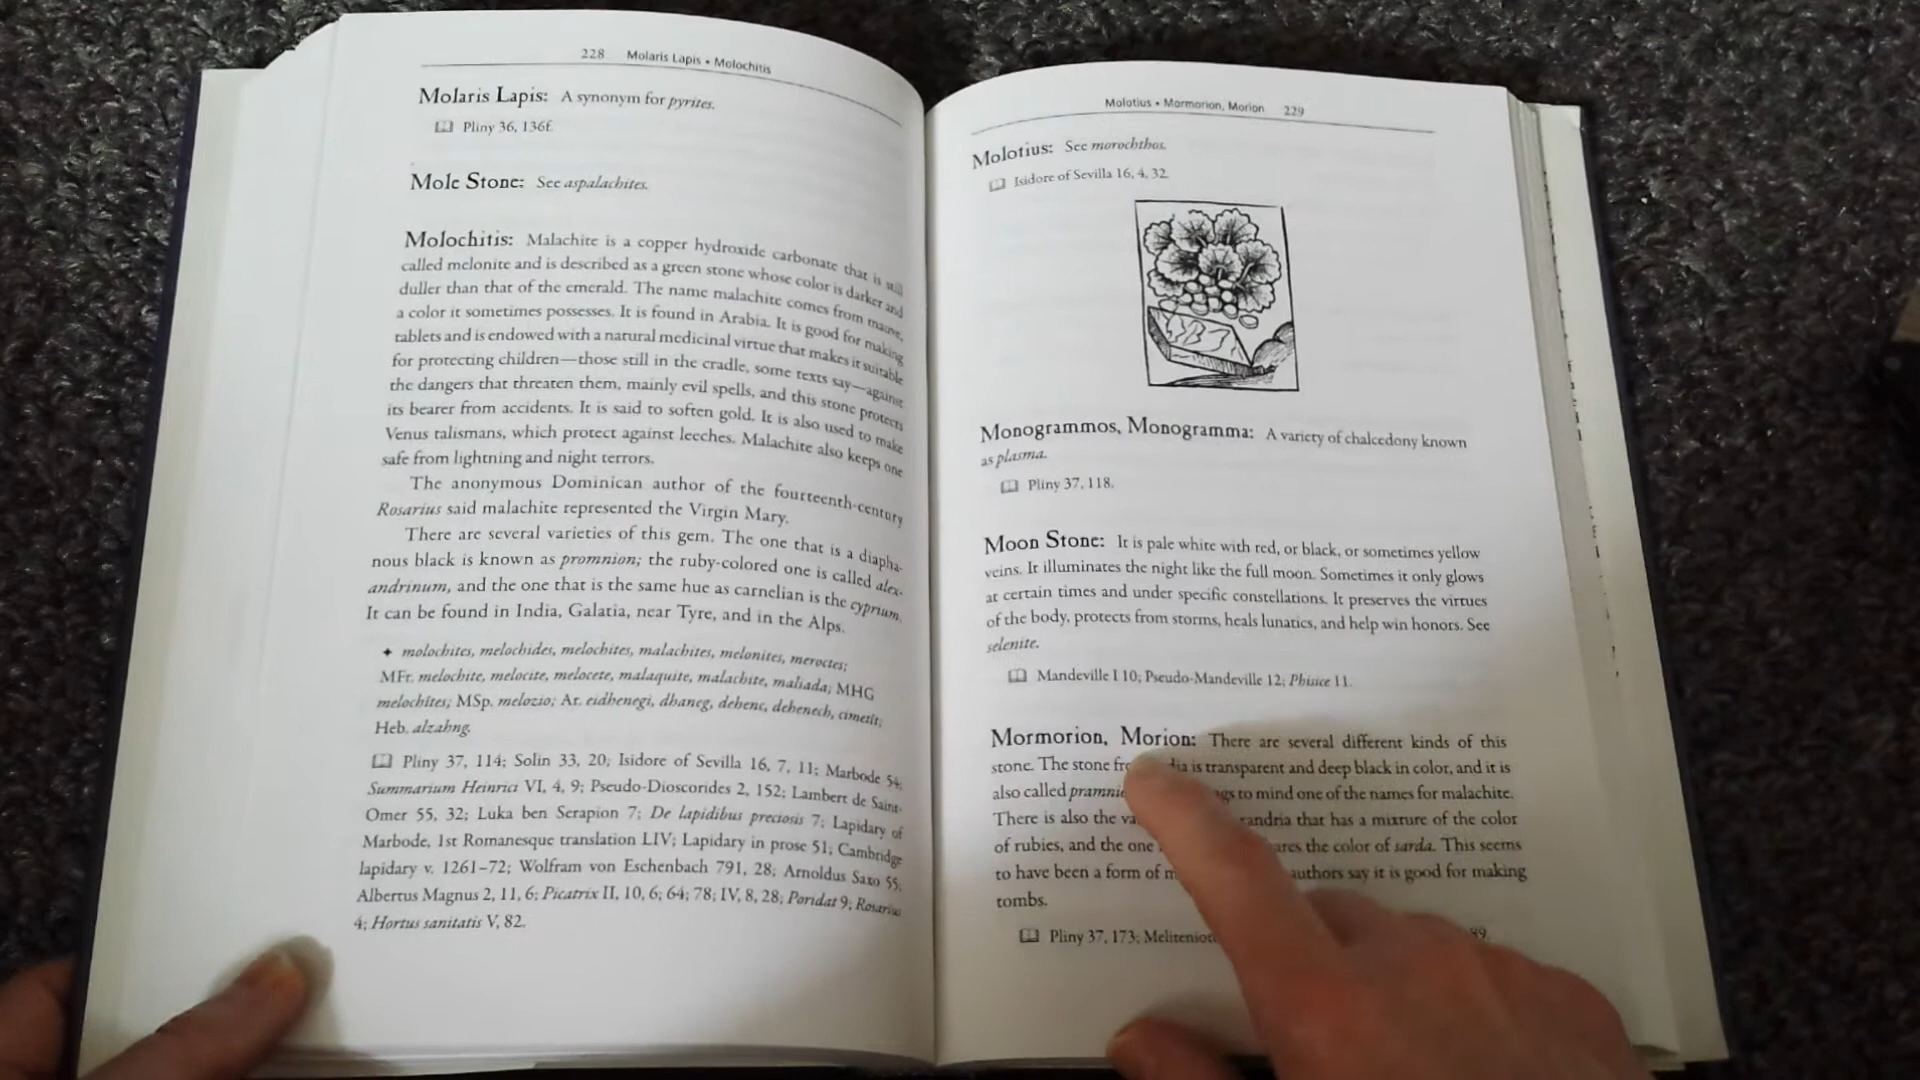 228 Molaris Lapis • Molochitis
Molaris Lapis: A synonym for pyrites.
Pliny 36, 136f.
Mole Stone: See aspalachites.
Molochitis: Malachite is a copper hydroxide carbonate that is still
called melonite and is described as a green stone whose color is darker and
duller than that of the emerald. The name malachite comes from mauve,
a color it sometimes possesses. It is found in Arabia. It is good for making
tablets and is endowed with a natural medicinal virtue that makes it suitable
for protecting children—those still in the cradle, some texts say—against
the dangers that threaten them, mainly evil spells, and this stone protects
its bearer from accidents. It is said to soften gold. It is also used to make
Venus talismans, which protect against leeches. Malachite also keeps one
safe from lightning and night terrors.
The anonymous Dominican author of the fourteenth-century
Rosarius said malachite represented the Virgin Mary.
There are several varieties of this gem. The one that is a diapha-
nous black is known as promnion; the ruby-colored one is called alex-
andrinum, and the one that is the same hue as carnelian is the cyprium.
It can be found in India, Galatia, near Tyre, and in the Alps.
✦ molochites, melochides, melochites, malachites, melonites, meroctes;
MFr. melochite, melocite, melocete, malaquite, malachite, maliada; MHG
melochîtes; MSp. melozio; Ar. eidhenegi, dhaneg, dehenc, dehenech, cimetit;
Heb. alzahng.
Pliny 37, 114; Solin 33, 20; Isidore of Sevilla 16, 7, 11; Marbode 54;
Summarium Heinrici VI, 4, 9; Pseudo-Dioscorides 2, 152; Lambert de Saint-
Omer 55, 32; Luka ben Serapion 7; De lapidibus preciosis 7; Lapidary of
Marbode, 1st Romanesque translation LIV; Lapidary in prose 51; Cambridge
lapidary v. 1261–72; Wolfram von Eschenbach 791, 28; Arnoldus Saxo 55;
Albertus Magnus 2, 11, 6; Picatrix II, 10, 6; 64; 78; IV, 8, 28; Poridat 9; Rosarius
4; Hortus sanitatis V, 82.
Molotius • Mormorion, Morion 229
Molotius: See morochthos.
Isidore of Sevilla 16, 4, 32.
Monogrammos, Monogramma: A variety of chalcedony known
as plasma.
Pliny 37, 118.
Moon Stone: It is pale white with red, or black, or sometimes yellow
veins. It illuminates the night like the full moon. Sometimes it only glows
at certain times and under specific constellations. It preserves the virtues
of the body, protects from storms, heals lunatics, and help win honors. See
selenite.
Mandeville I 10; Pseudo-Mandeville 12; Phisice 11.
Mormorion, Morion: There are several different kinds of this
stone. The stone is transparent and deep black in color, and it is
also called to mind one of the names for malachite.
There is also the that has a mixture of the color
of rubies, and the one the color of sarda. This seems
to have been a form of authors say it is good for making
tombs.
Pliny 37, 173; 89.